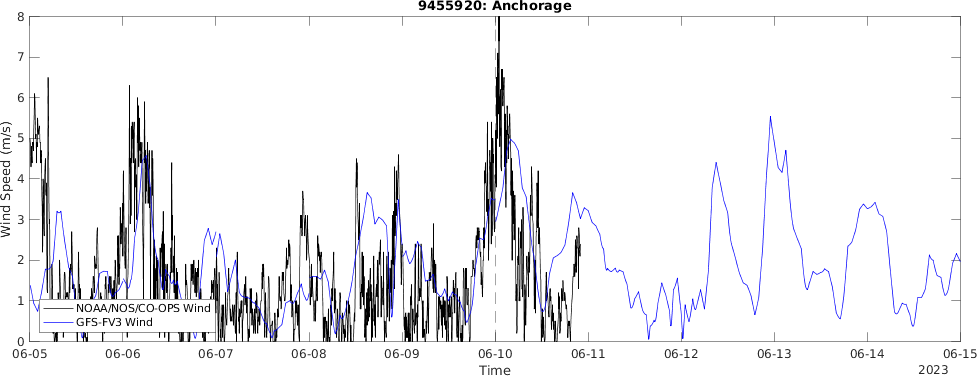 9455920: Anchorage
Wind Speed (m/s)
8
7
6
5
4
3
2
1
0
NOAA/NOS/CO-OPS Wind
GFS-FV3 Wind
06-05 06-06 06-07 06-08 06-09 06-10 06-11 06-12 06-13 06-14 06-15
Time
2023